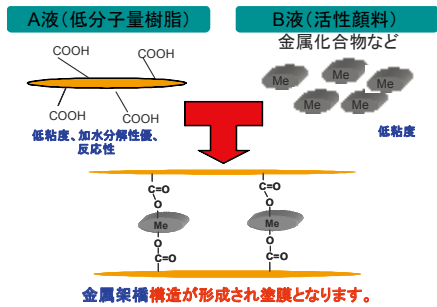 A液（低分子量樹脂）
B液（活性顔料）
金属化合物など
COOH
COOH
COOH
COOH
Me
Me
Me
Me
Me
低粘度、加水分解性優、
反応性
低粘度
C=O
O
Me
O
C=O
C=O
O
Me
O
C=O
金属架橋構造が形成され塗膜となります。